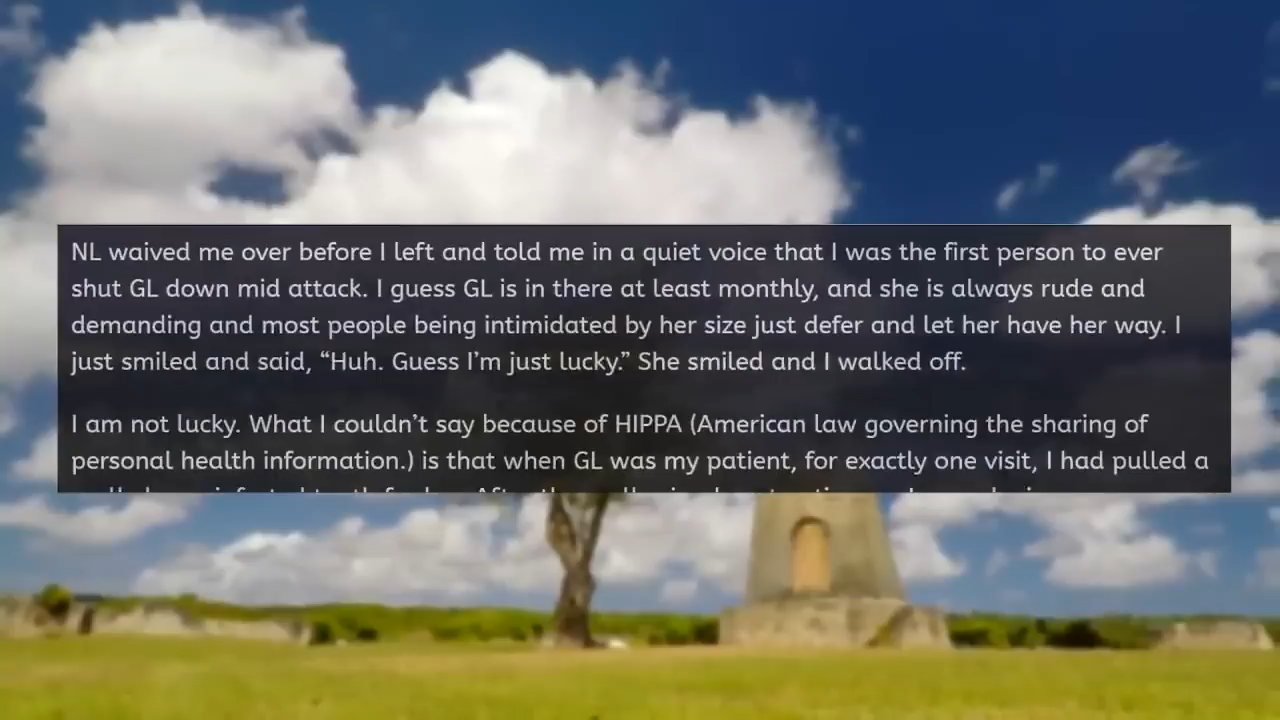 NL waived me over before I left and told me in a quiet voice that I was the first person to ever
shut GL down mid attack. I guess GL is in there at least monthly, and she is always rude and
demanding and most people being intimidated by her size just defer and let her have her way. I
just smiled and said, “Huh. Guess I’m just lucky.” She smiled and I walked off.
I am not lucky. What I couldn’t say because of HIPPA (American law governing the sharing of
personal health information.) is that when GL was my patient, for exactly one visit, I had pulled a